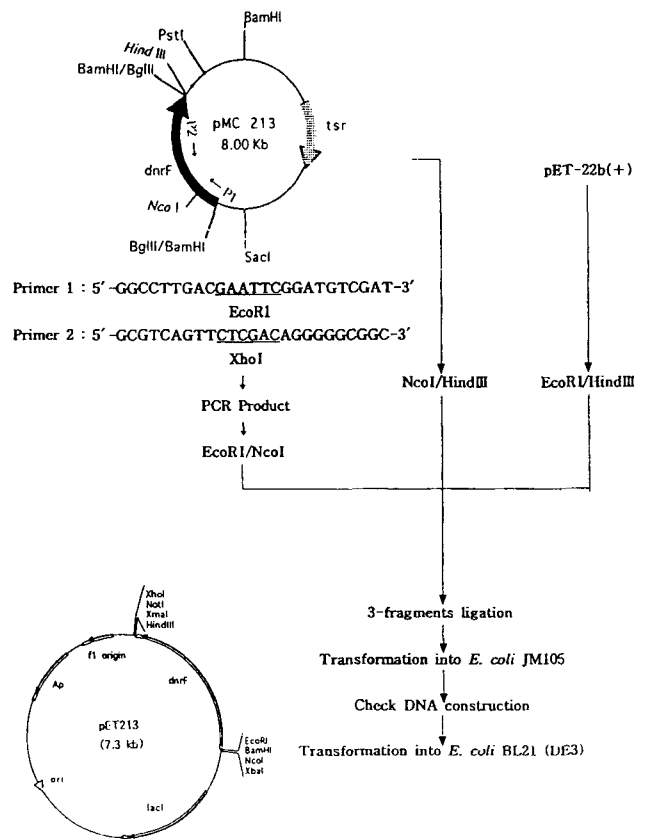 BamHI
PstI
Hind III
BamHI/BglII
pMC 213
8.00 Kb
tsr
P2
dnrF
P1
Nco I
BglII/BamHI
SacI
pET-22b(+)
Primer 1 : 5′-GGCCTTGACGAATTCGGATGTCGAT-3′
EcoR1
Primer 2 : 5′-GCGTCAGTTCTCGACAGGGGGCGGC-3′
XhoI
PCR Product
EcoRI/NcoI
NcoI/HindIII
EcoRI/HindIII
3-fragments ligation
Transformation into E. coli JM105
Check DNA construction
Transformation into E. coli BL21 (DE3)
XhoI
NotI
XmaI
HindIII
f1 origin
Ap
dnrF
pET213
(7.3 kb)
EcoRI
BamHI
NcoI
XbaI
ori
lacI